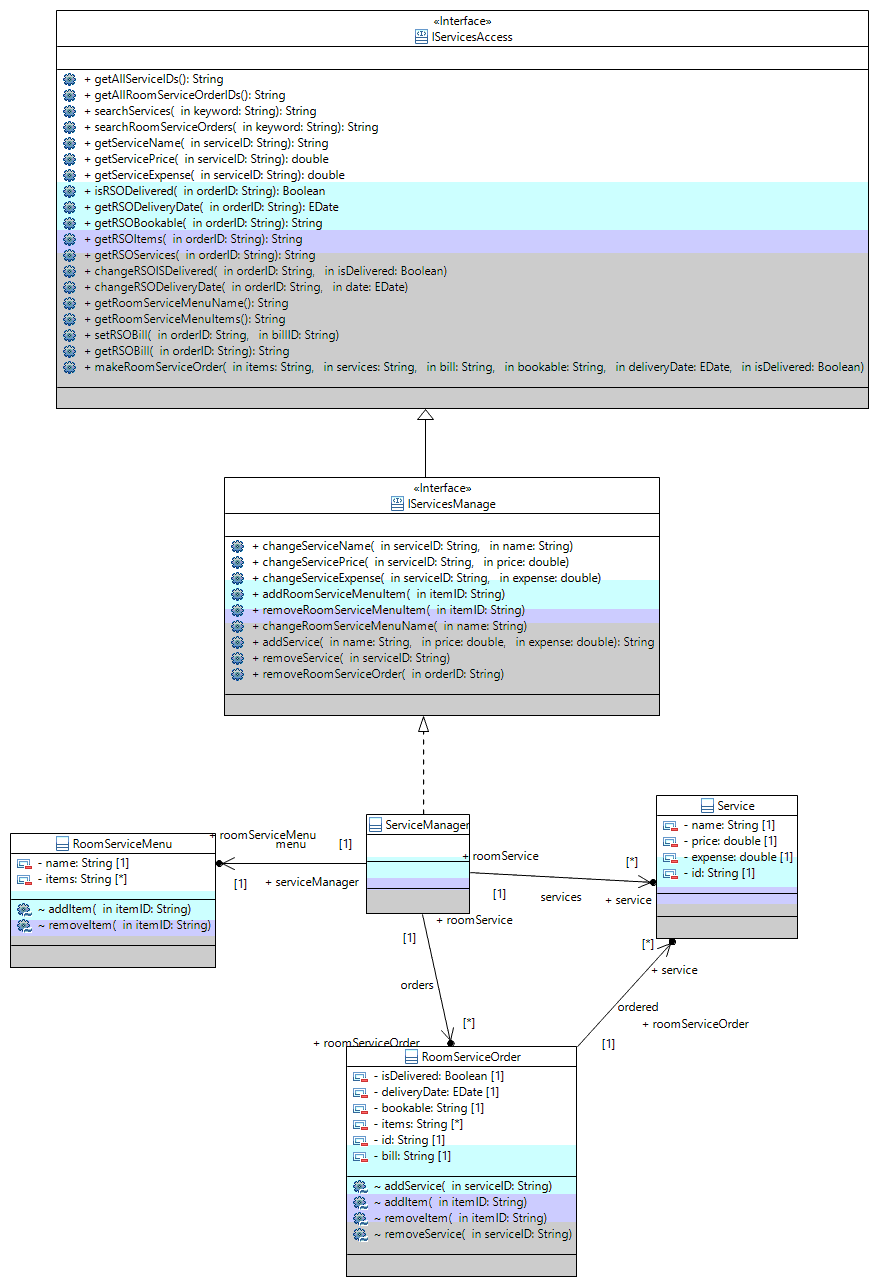 «Interface»
IServicesAccess
+ getAllServiceIDs(): String
+ getAllRoomServiceOrderIDs(): String
+ searchServices( in keyword: String): String
+ searchRoomServiceOrders( in keyword: String): String
+ getServiceName( in serviceID: String): String
+ getServicePrice( in serviceID: String): double
+ getServiceExpense( in serviceID: String): double
+ isRSODelivered( in orderID: String): Boolean
+ getRSODeliveryDate( in orderID: String): EDate
+ getRSOBookable( in orderID: String): String
+ getRSOItems( in orderID: String): String
+ getRSOServices( in orderID: String): String
+ changeRSOISDelivered( in orderID: String, in isDelivered: Boolean)
+ changeRSODeliveryDate( in orderID: String, in date: EDate)
+ getRoomServiceMenuName(): String
+ getRoomServiceMenuItems(): String
+ setRSOBill( in orderID: String, in billID: String)
+ getRSOBill( in orderID: String): String
+ makeRoomServiceOrder( in items: String, in services: String, in bill: String, in bookable: String, in deliveryDate: EDate, in isDelivered: Boolean)
«Interface»
IServicesManage
+ changeServiceName( in serviceID: String, in name: String)
+ changeServicePrice( in serviceID: String, in price: double)
+ changeServiceExpense( in serviceID: String, in expense: double)
+ addRoomServiceMenuItem( in itemID: String)
+ removeRoomServiceMenuItem( in itemID: String)
+ changeRoomServiceMenuName( in name: String)
+ addService( in name: String, in price: double, in expense: double): String
+ removeService( in serviceID: String)
+ removeRoomServiceOrder( in orderID: String)
RoomServiceMenu
- name: String [1]
- items: String [*]
~ addItem( in itemID: String)
~ removeItem( in itemID: String)
+ roomServiceMenu
menu
[1]
[1]
+ serviceManager
ServiceManager
+ roomService
[*]
[1]
services
+ service
Service
- name: String [1]
- price: double [1]
- expense: double [1]
- id: String [1]
+ roomService
[1]
orders
[*]
+ roomServiceOrder
[*]
+ service
ordered
+ roomServiceOrder
[1]
RoomServiceOrder
- isDelivered: Boolean [1]
- deliveryDate: EDate [1]
- bookable: String [1]
- items: String [*]
- id: String [1]
- bill: String [1]
~ addService( in serviceID: String)
~ addItem( in itemID: String)
~ removeItem( in itemID: String)
~ removeService( in serviceID: String)